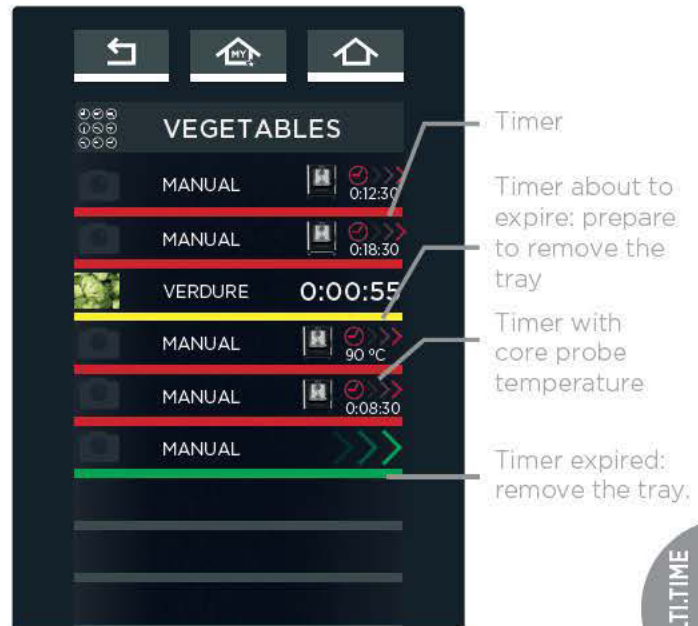 MY
VEGETABLES
MANUAL
0:12:30
MANUAL
0:18:30
VERDURE 0:00:55
MANUAL
90 °C
MANUAL
0:08:30
MANUAL
Timer
Timer about to
expire: prepare
to remove the
tray
Timer with
core probe
temperature
Timer expired:
remove the tray.
TI.TIME